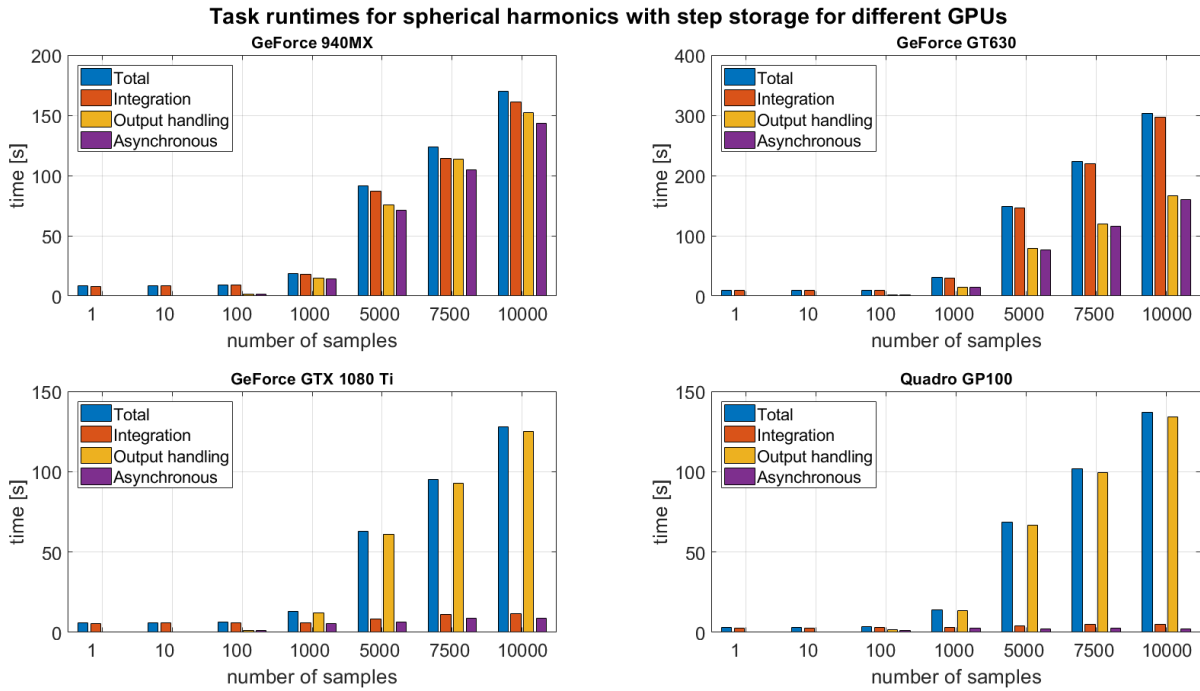 Task runtimes for spherical harmonics with step storage for different GPUs
GeForce 940MX
200
150
100
50
0
time [s]
Total
Integration
Output handling
Asynchronous
1 10 100 1000 5000 7500 10000
number of samples
GeForce GT630
400
300
200
100
0
time [s]
Total
Integration
Output handling
Asynchronous
1 10 100 1000 5000 7500 10000
number of samples
GeForce GTX 1080 Ti
150
100
50
0
time [s]
Total
Integration
Output handling
Asynchronous
1 10 100 1000 5000 7500 10000
number of samples
Quadro GP100
150
100
50
0
time [s]
Total
Integration
Output handling
Asynchronous
1 10 100 1000 5000 7500 10000
number of samples